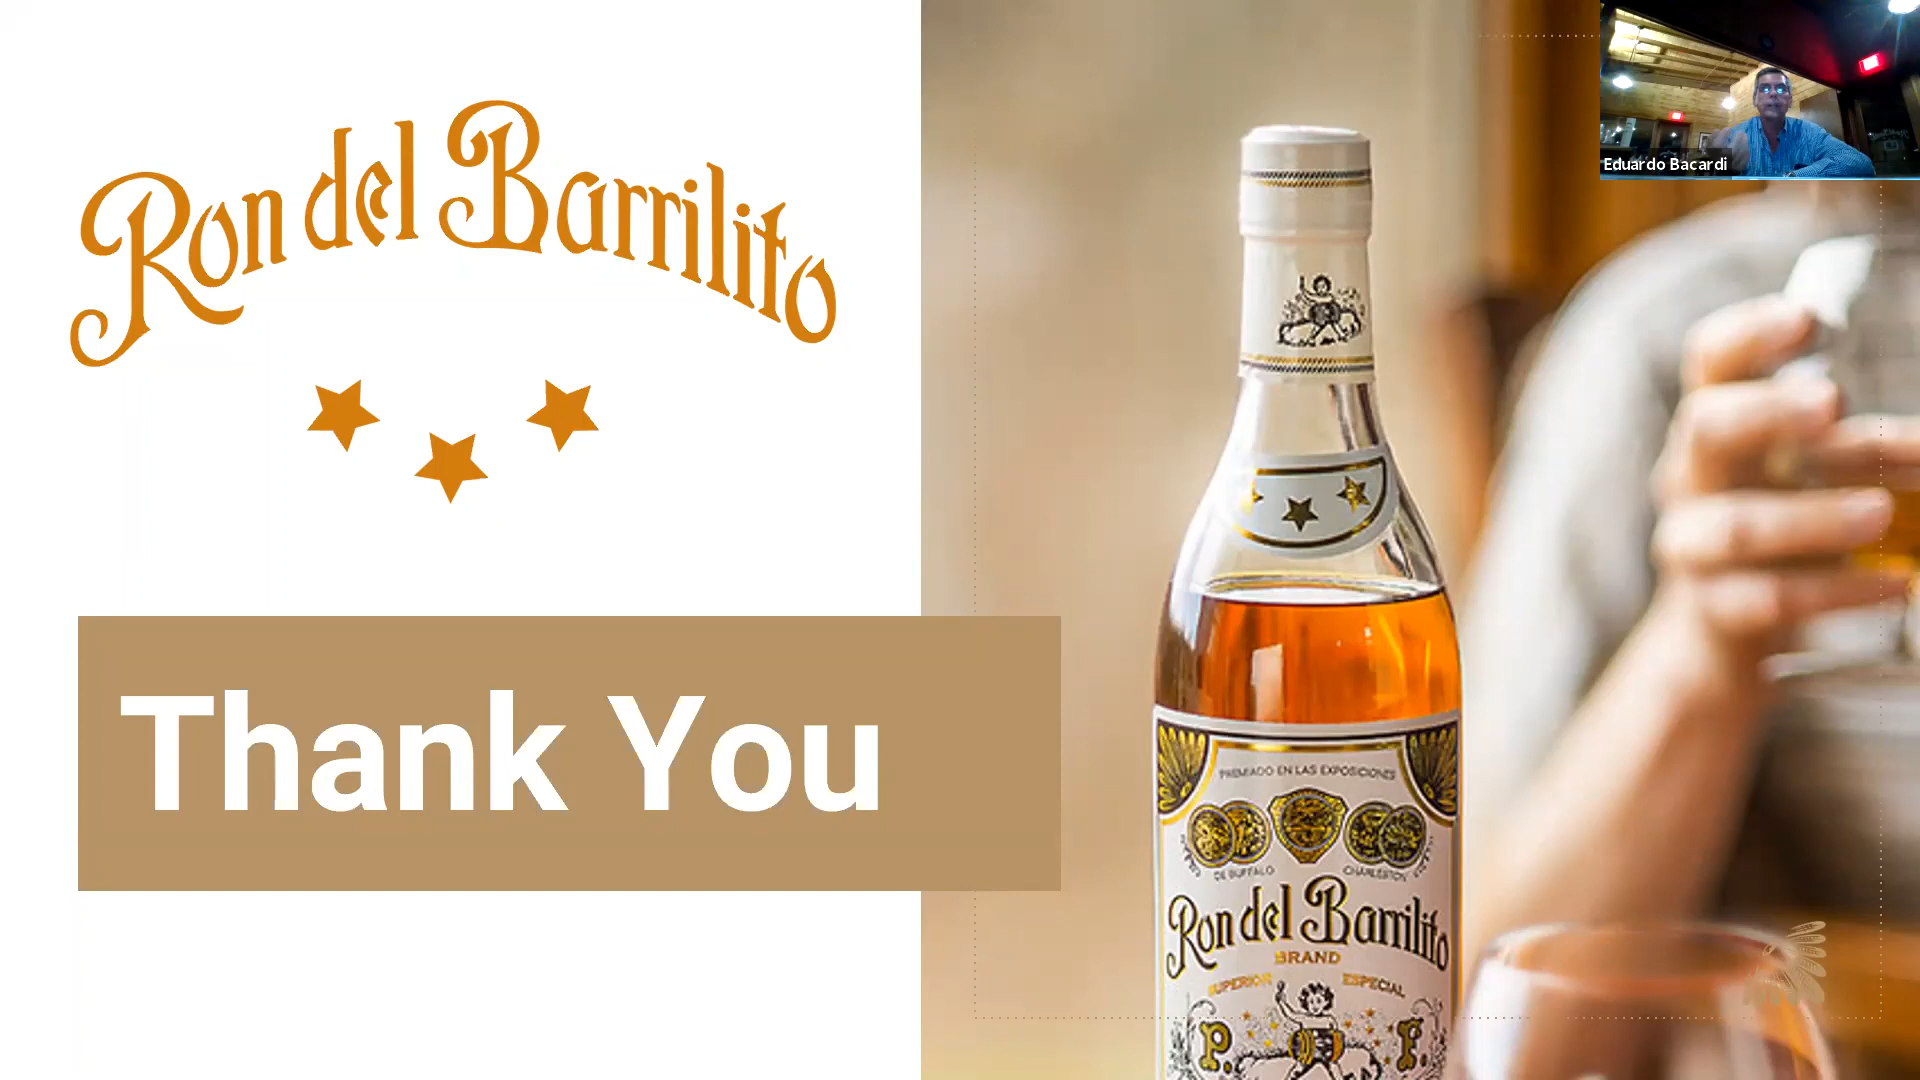 Ron del Barrilito
Thank You
Eduardo Bacardi
PREMIADO EN LAS EXPOSICIONES
DE BUFFALO
CHARLESTON
Ron del Barrilito
BRAND
SUPERIOR ESPECIAL
P. F.